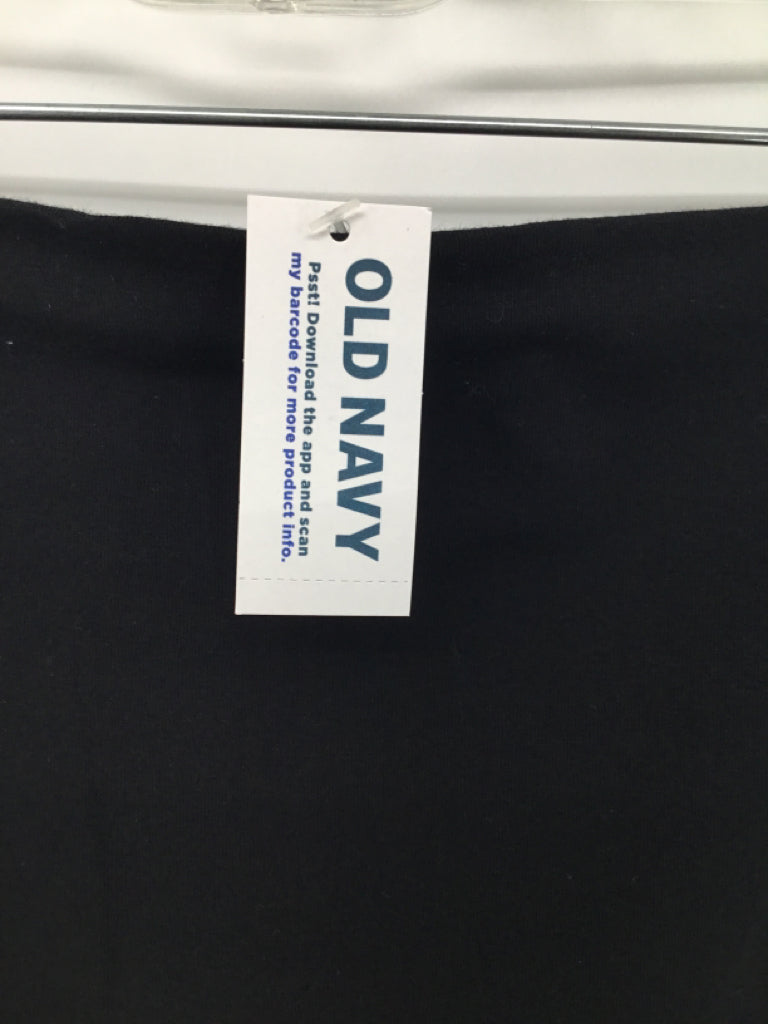 OLD NAVY
Psst! Download the app and scan
my barcode for more product info.